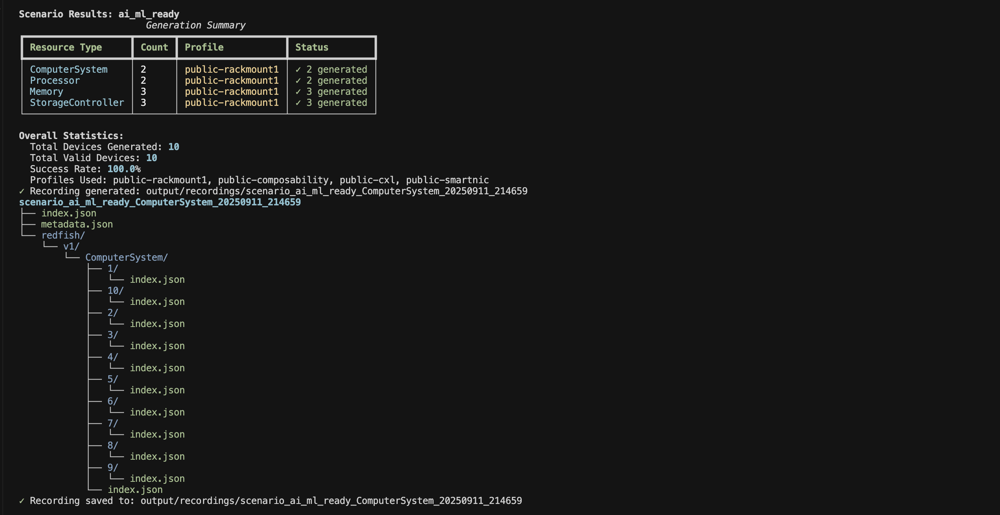 Scenario Results: ai_ml_ready
Generation Summary
Resource Type Count Profile Status
ComputerSystem 2 public-rackmount1 ✓ 2 generated
Processor 2 public-rackmount1 ✓ 2 generated
Memory 3 public-rackmount1 ✓ 3 generated
StorageController 3 public-rackmount1 ✓ 3 generated
Overall Statistics:
Total Devices Generated: 10
Total Valid Devices: 10
Success Rate: 100.0%
Profiles Used: public-rackmount1, public-composability, public-cxl, public-smartnic
✓ Recording generated: output/recordings/scenario_ai_ml_ready_ComputerSystem_20250911_214659
scenario_ai_ml_ready_ComputerSystem_20250911_214659
├── index.json
├── metadata.json
└── redfish/
    └── v1/
        └── ComputerSystem/
            ├── 1/
            │   └── index.json
            ├── 10/
            │   └── index.json
            ├── 2/
            │   └── index.json
            ├── 3/
            │   └── index.json
            ├── 4/
            │   └── index.json
            ├── 5/
            │   └── index.json
            ├── 6/
            │   └── index.json
            ├── 7/
            │   └── index.json
            ├── 8/
            │   └── index.json
            ├── 9/
            │   └── index.json
            └── index.json
✓ Recording saved to: output/recordings/scenario_ai_ml_ready_ComputerSystem_20250911_214659